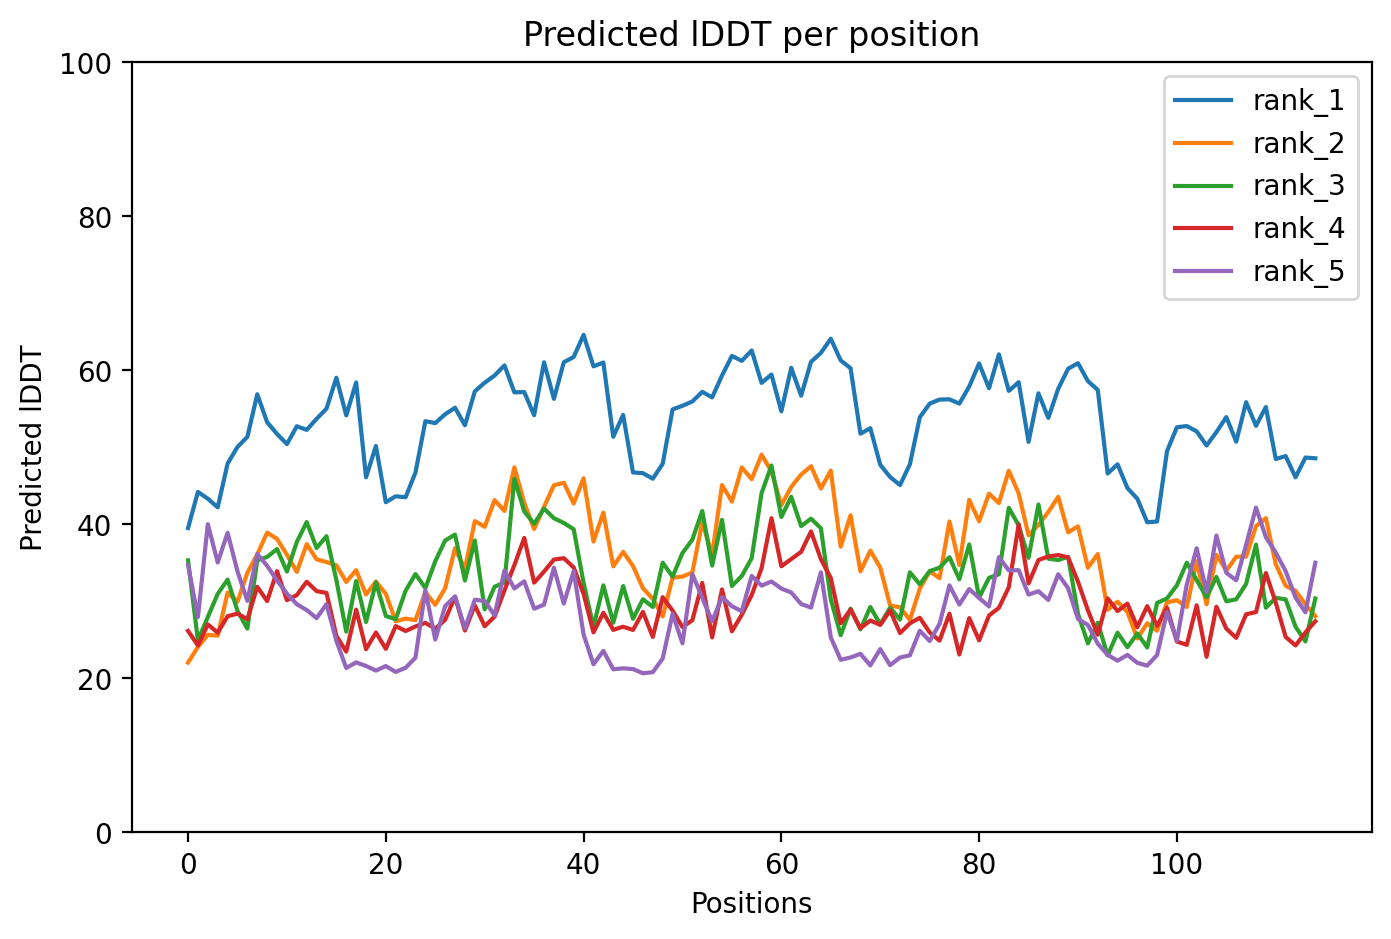 Predicted lDDT per position
100
80
60
40
20
0
Predicted lDDT
0 20 40 60 80 100
Positions
rank_1
rank_2
rank_3
rank_4
rank_5